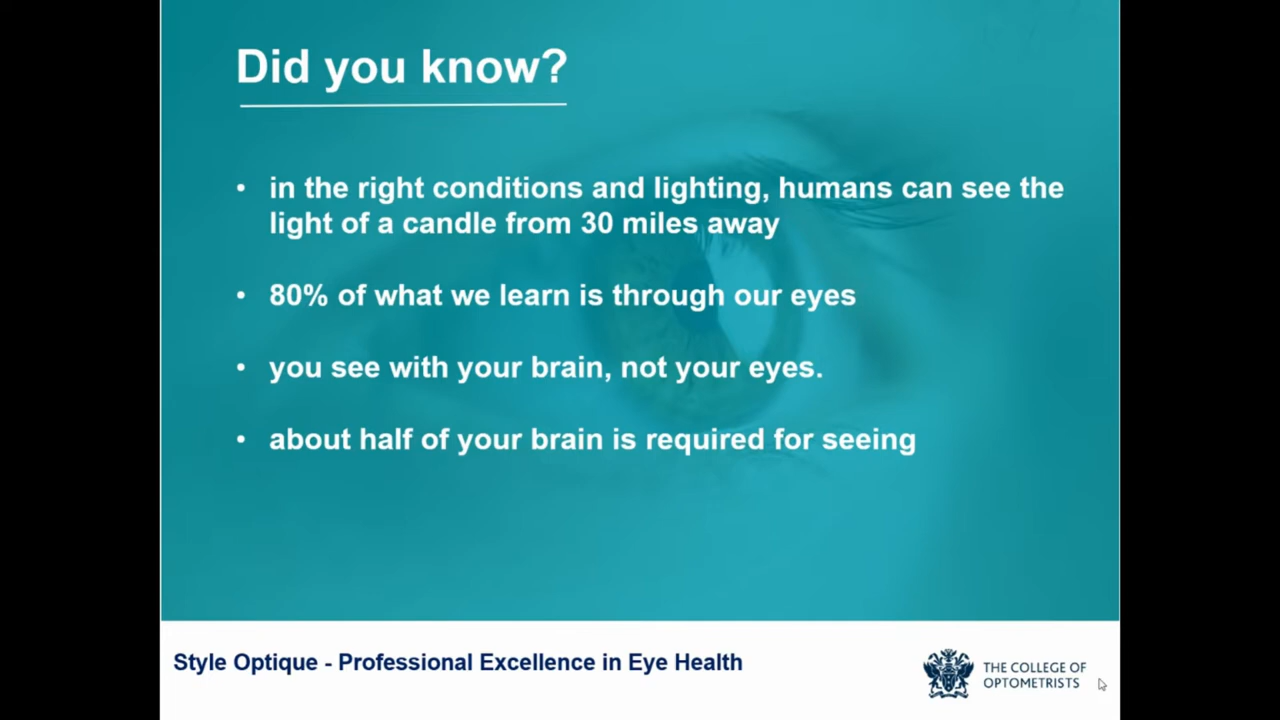 Did you know?
• in the right conditions and lighting, humans can see the
light of a candle from 30 miles away
• 80% of what we learn is through our eyes
• you see with your brain, not your eyes.
• about half of your brain is required for seeing
Style Optique - Professional Excellence in Eye Health
THE COLLEGE OF
OPTOMETRISTS